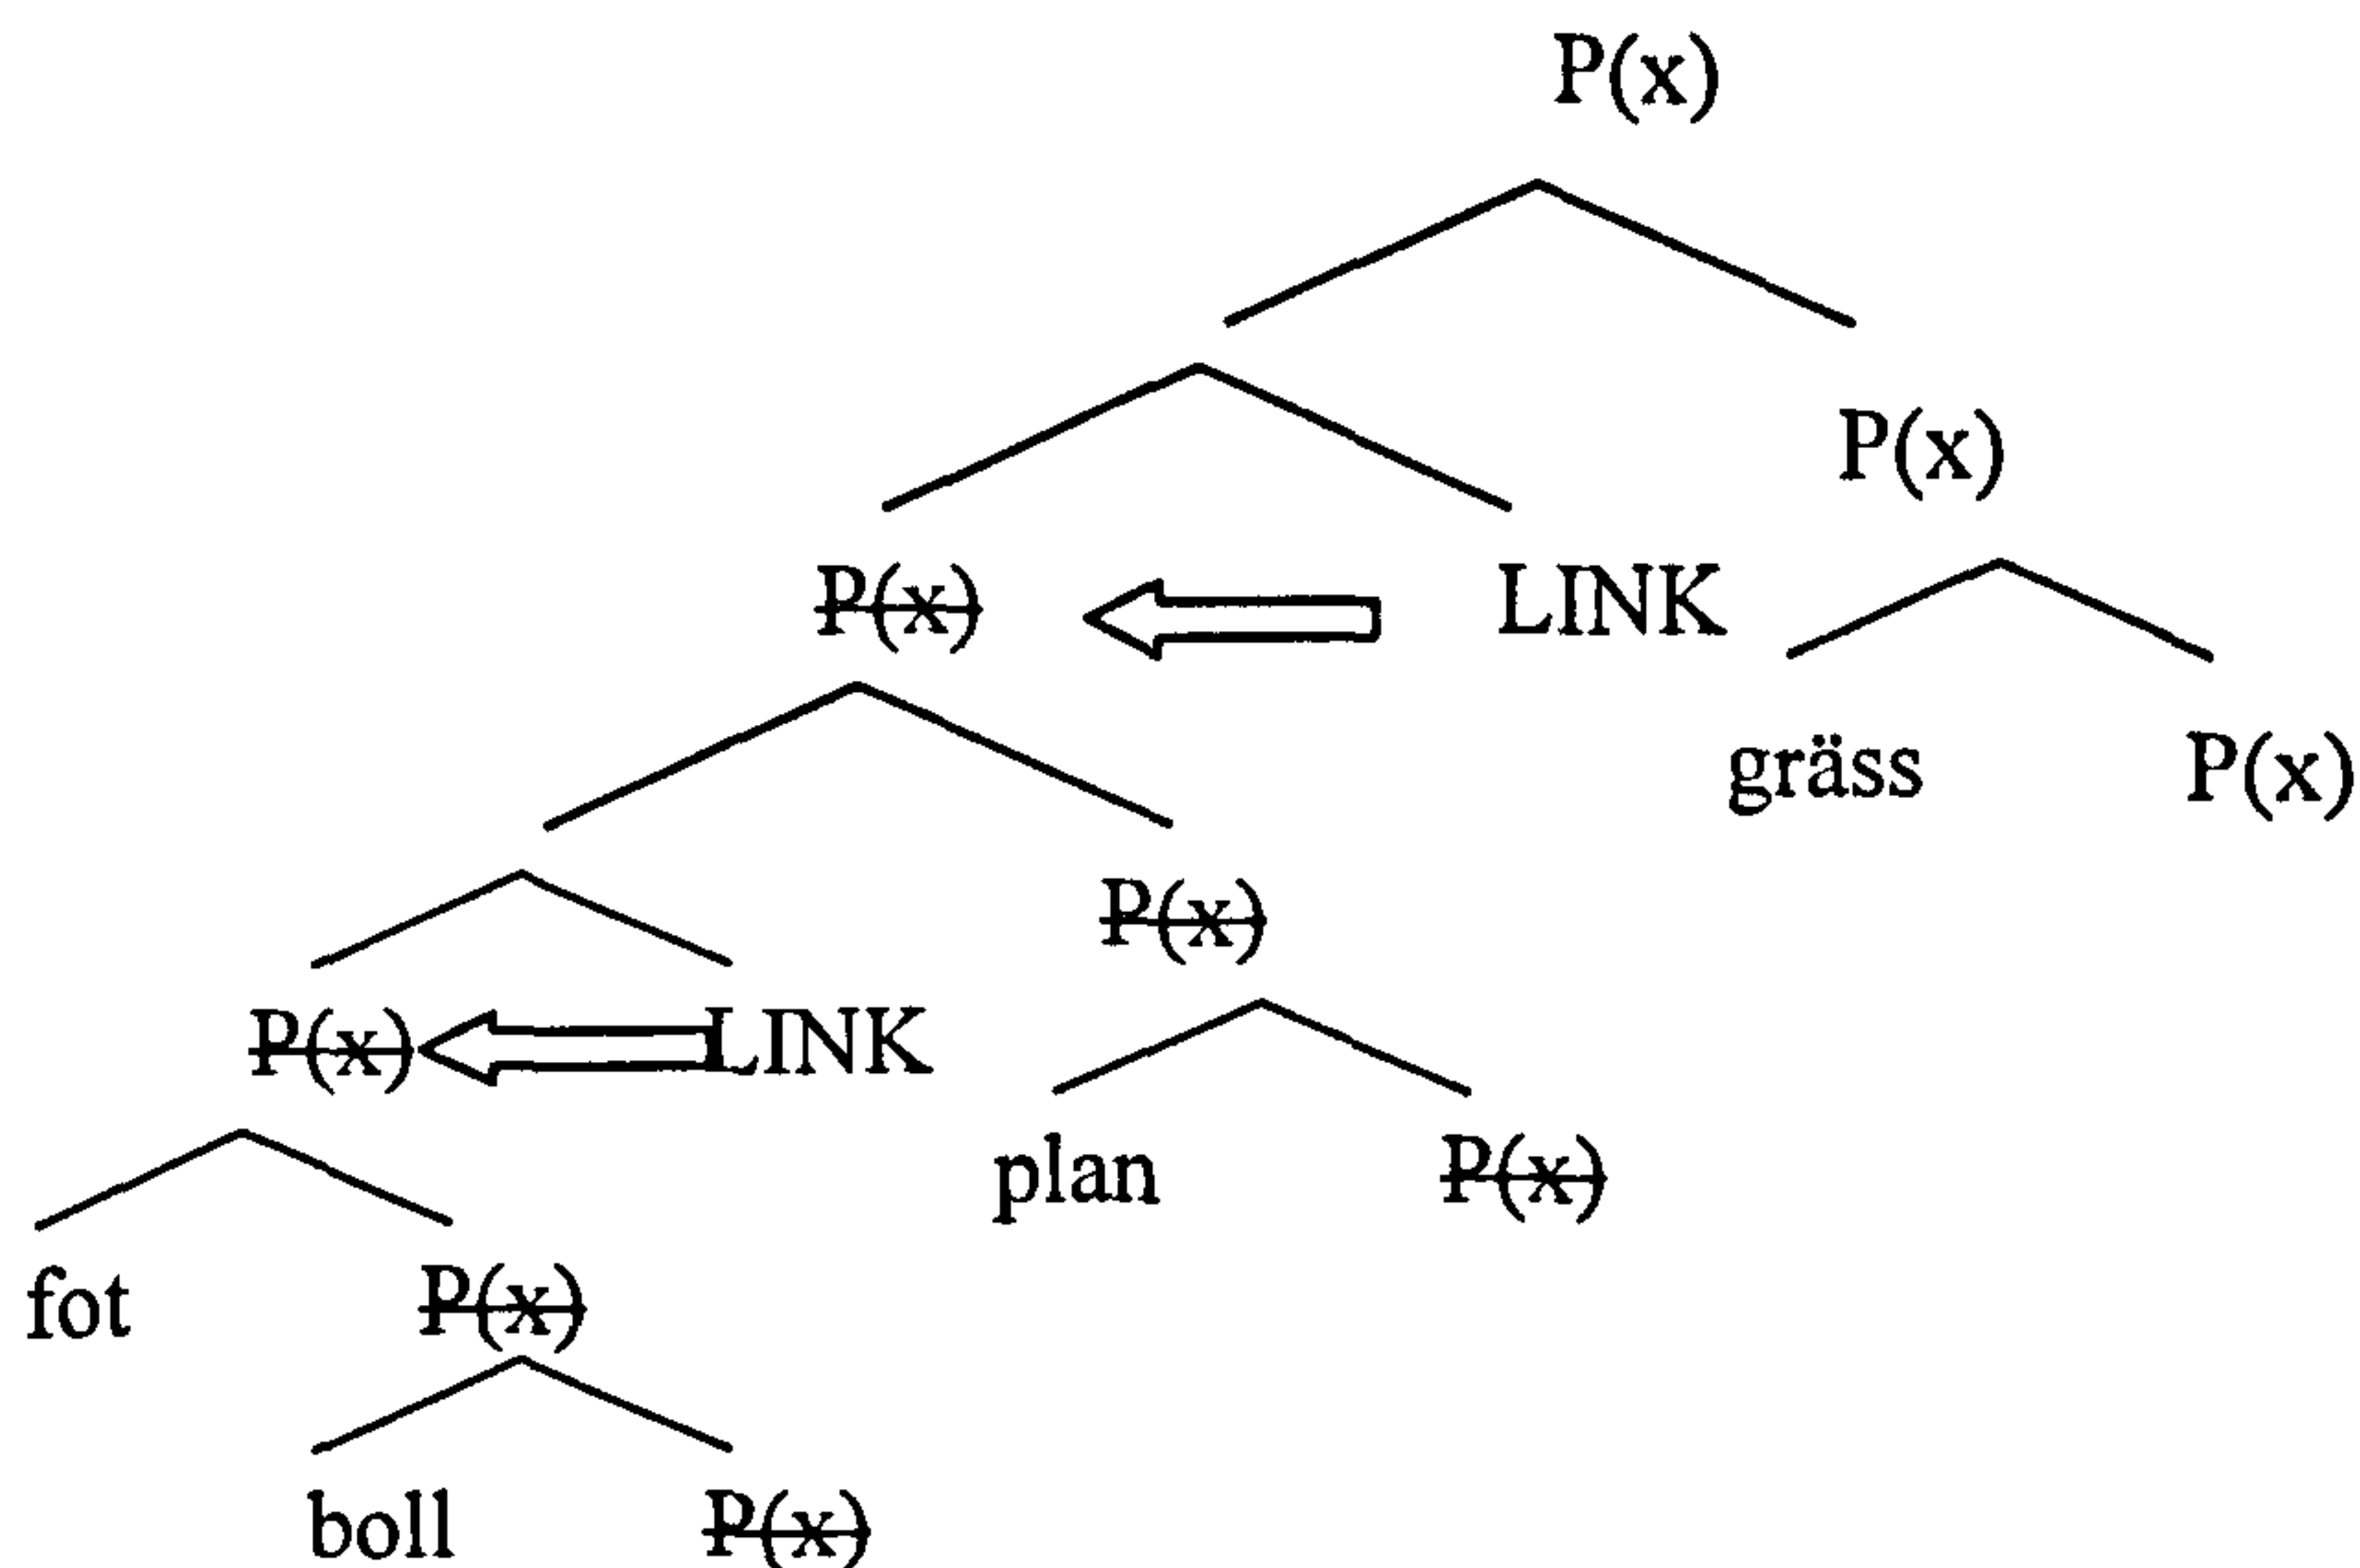 P(x)
P(x)
P(x) LINK
gräss P(x)
P(x)
P(x) LINK
plan P(x)
fot P(x)
boll P(x)